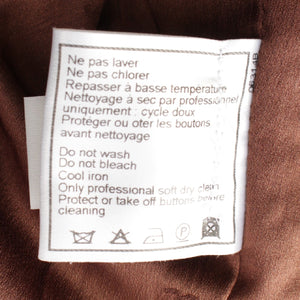 Ne pas laver
Ne pas chlorer
Repasser à basse température
Nettoyage a sec par professionnel
uniquement : cycle doux
Protéger ou oter les boutons
avant nettoyage
Do not wash
Do not bleach
Cool iron
Only professional soft dry clean
Protect or take off buttons before
cleaning
P